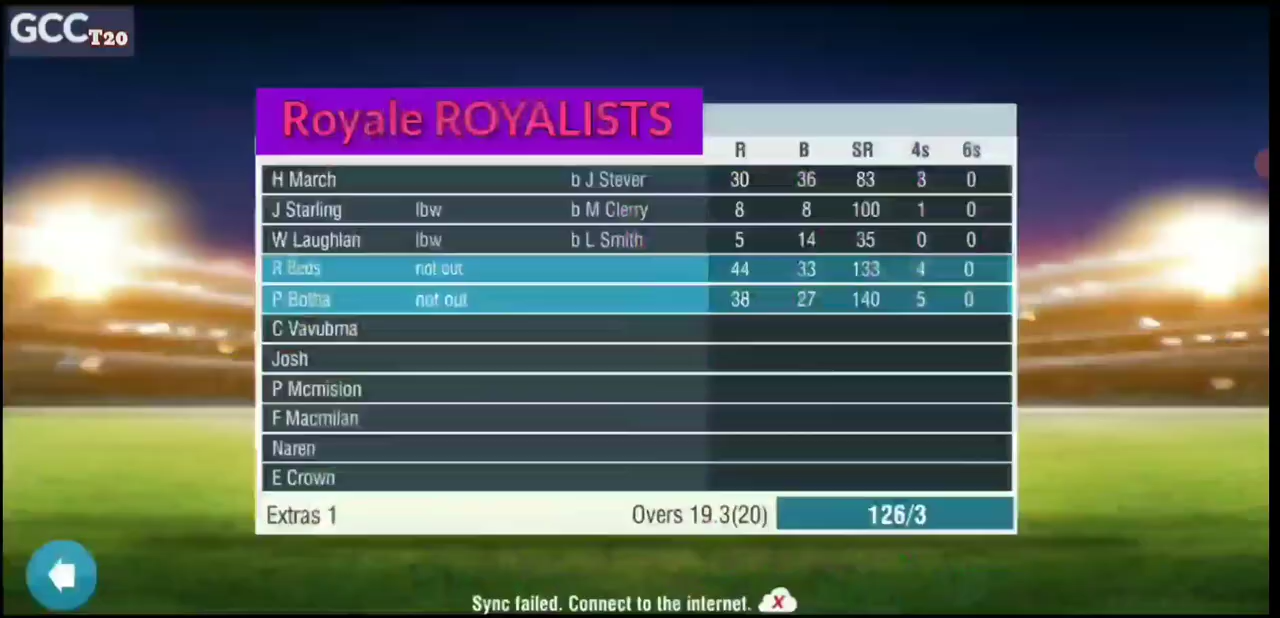 GCC T20
Royale ROYALISTS
R B SR 4s 6s
H March b J Stever 30 36 83 3 0
J Starling lbw b M Clerry 8 8 100 1 0
W Laughlan lbw b L Smith 5 14 35 0 0
R Beds not out 44 33 133 4 0
P Botha not out 38 27 140 5 0
C Vavubma
Josh
P Mcmision
F Macmilan
Naren
E Crown
Extras 1 Overs 19.3(20) 126/3
Sync failed. Connect to the internet. X